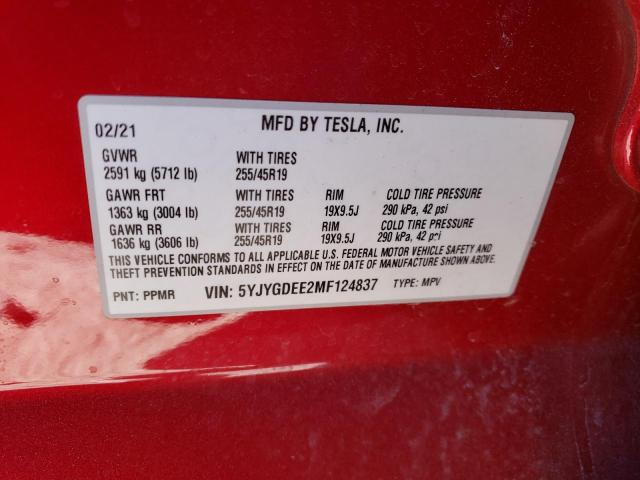 02/21 MFD BY TESLA, INC.
GVWR WITH TIRES
2591 kg (5712 lb) 255/45R19
GAWR FRT WITH TIRES RIM COLD TIRE PRESSURE
1363 kg (3004 lb) 255/45R19 19X9.5J 290 kPa, 42 psi
GAWR RR WITH TIRES RIM COLD TIRE PRESSURE
1636 kg (3606 lb) 255/45R19 19X9.5J 290 kPa, 42 psi
THIS VEHICLE CONFORMS TO ALL APPLICABLE U.S. FEDERAL MOTOR VEHICLE SAFETY AND
THEFT PREVENTION STANDARDS IN EFFECT ON THE DATE OF MANUFACTURE SHOWN ABOVE.
PNT: PPMR VIN: 5YJYGDEE2MF124837 TYPE: MPV